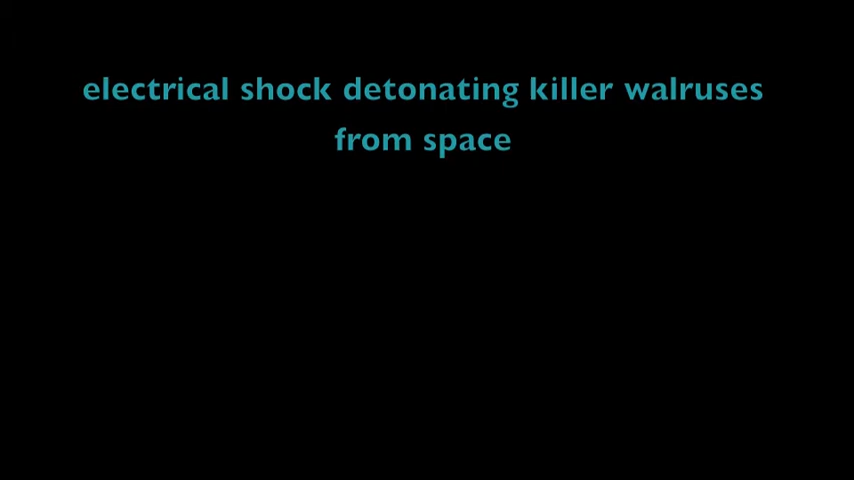 electrical shock detonating killer walruses
from space